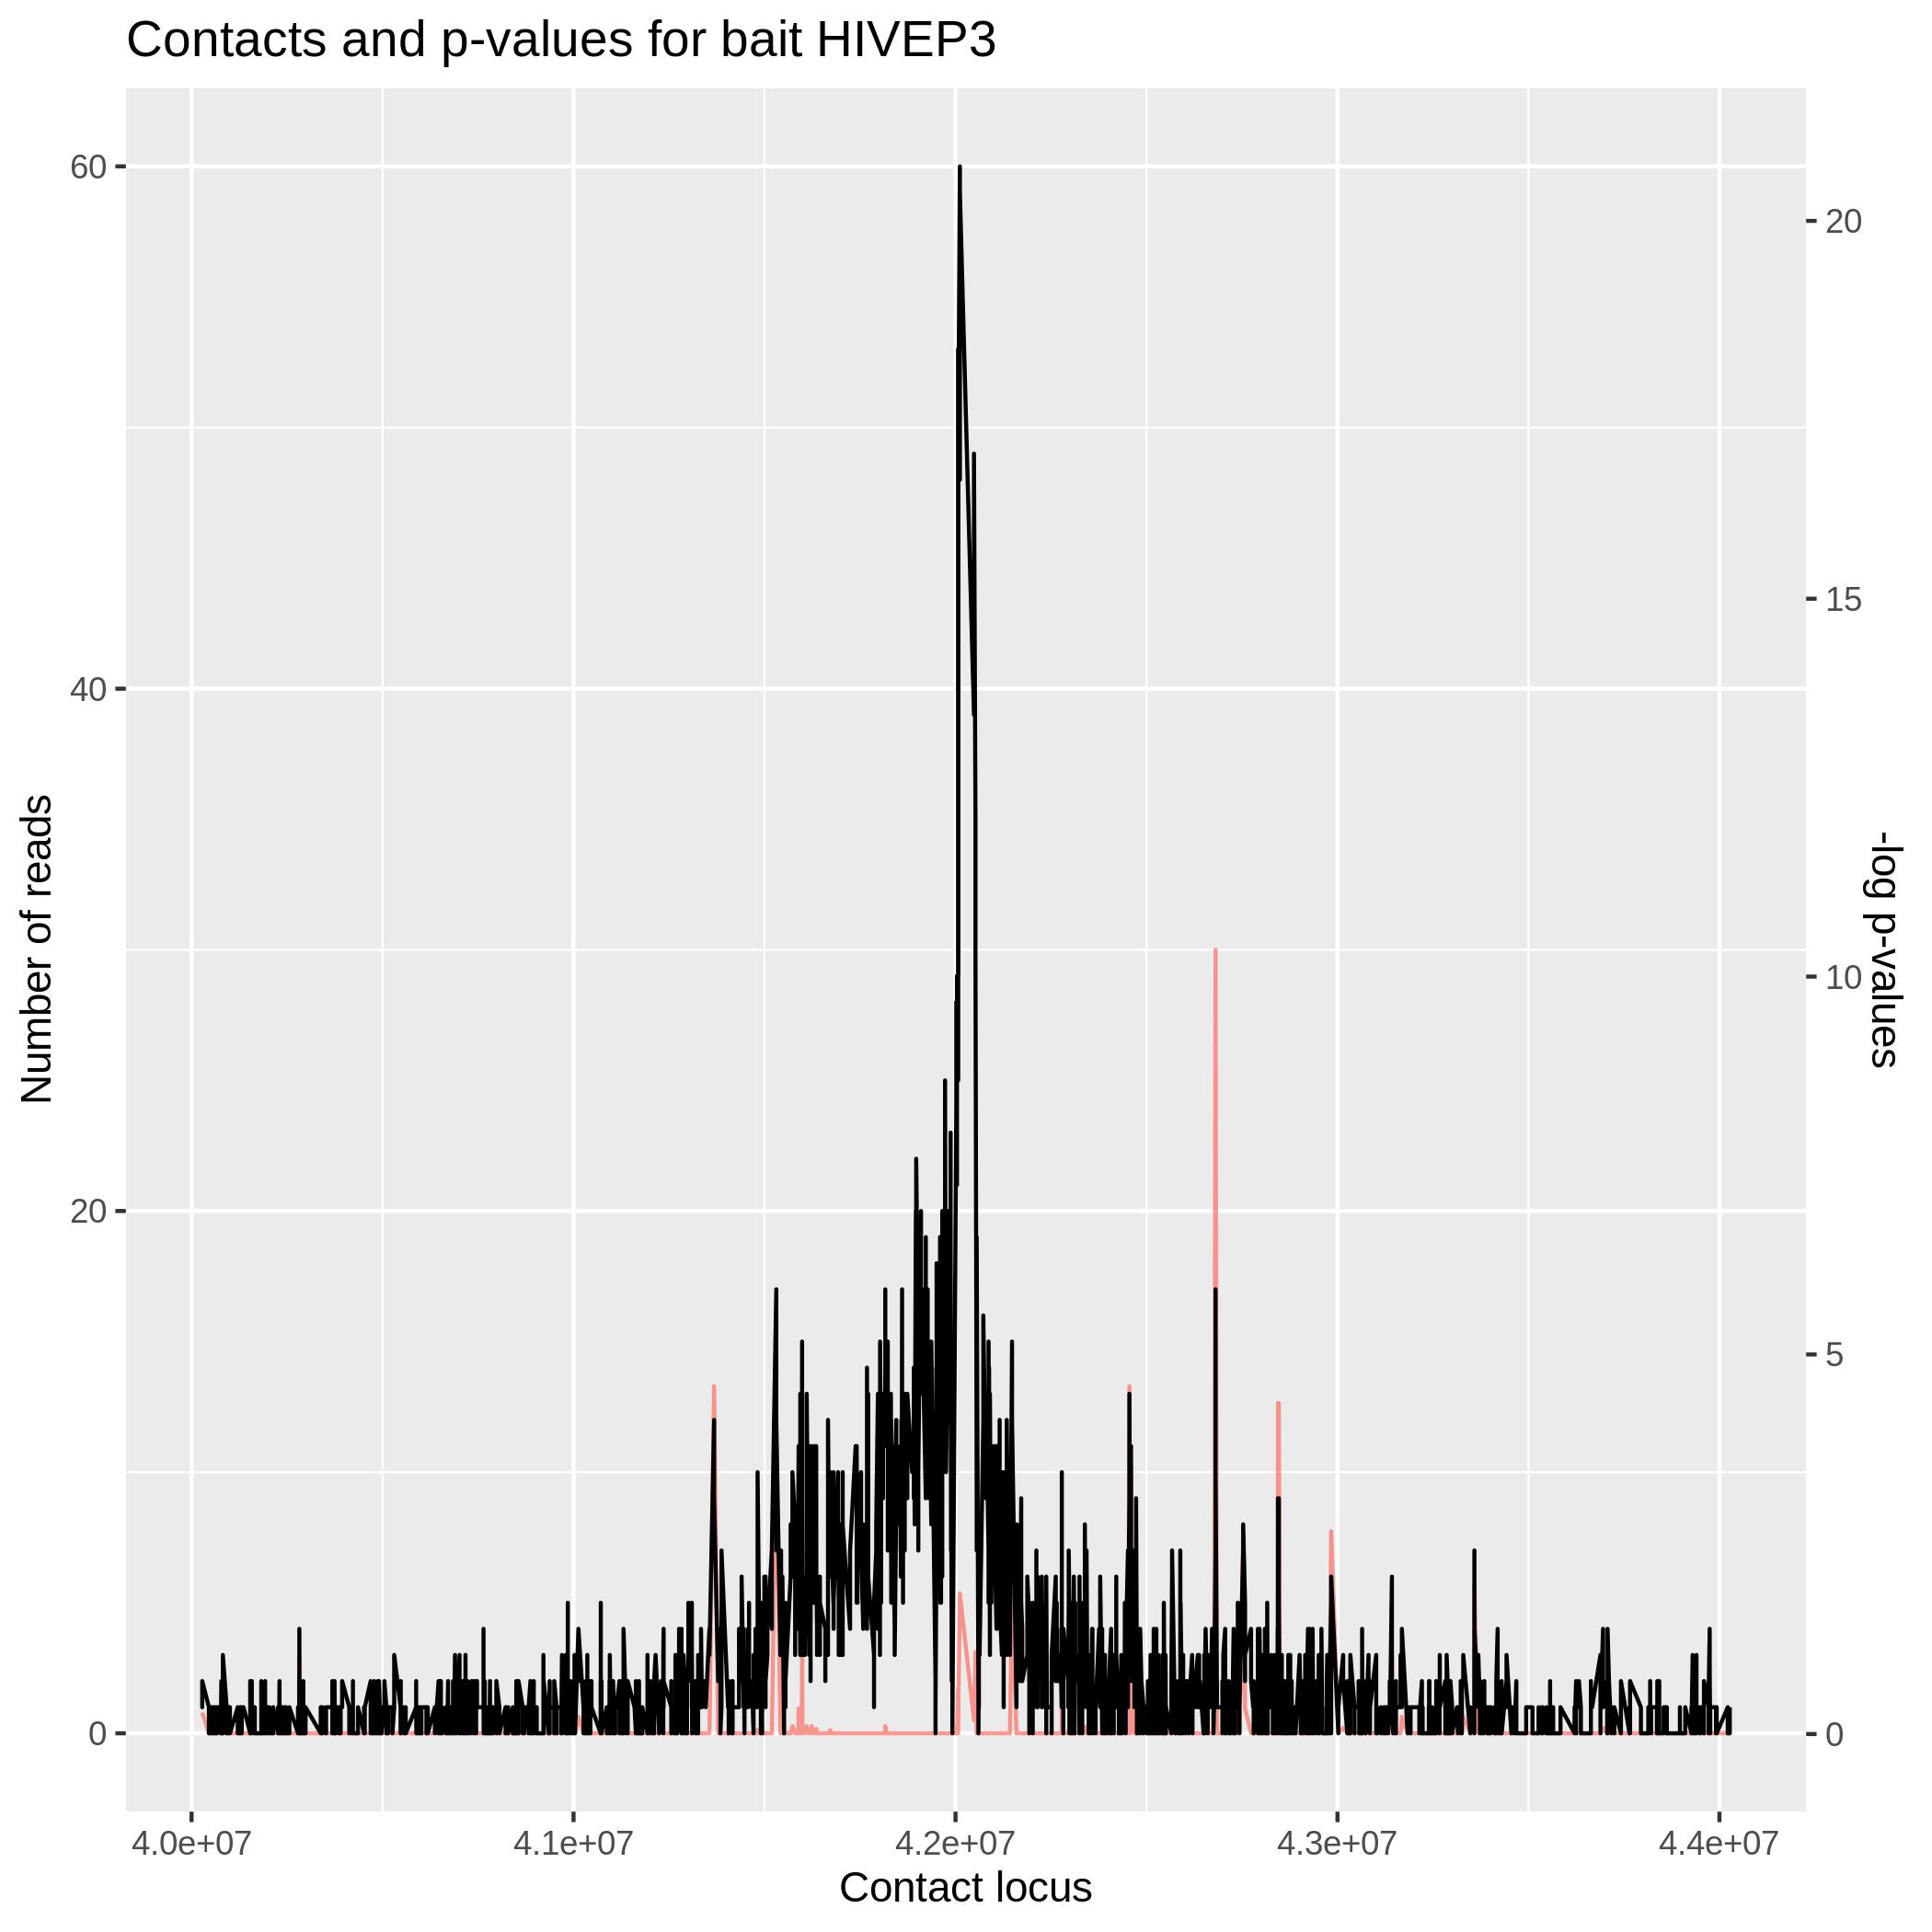 Contacts and p-values for bait HIVEP3
60
40
20
0
Number of reads
20
15
10
5
0
-log p-values
4.0e+07
4.1e+07
4.2e+07
4.3e+07
4.4e+07
Contact locus